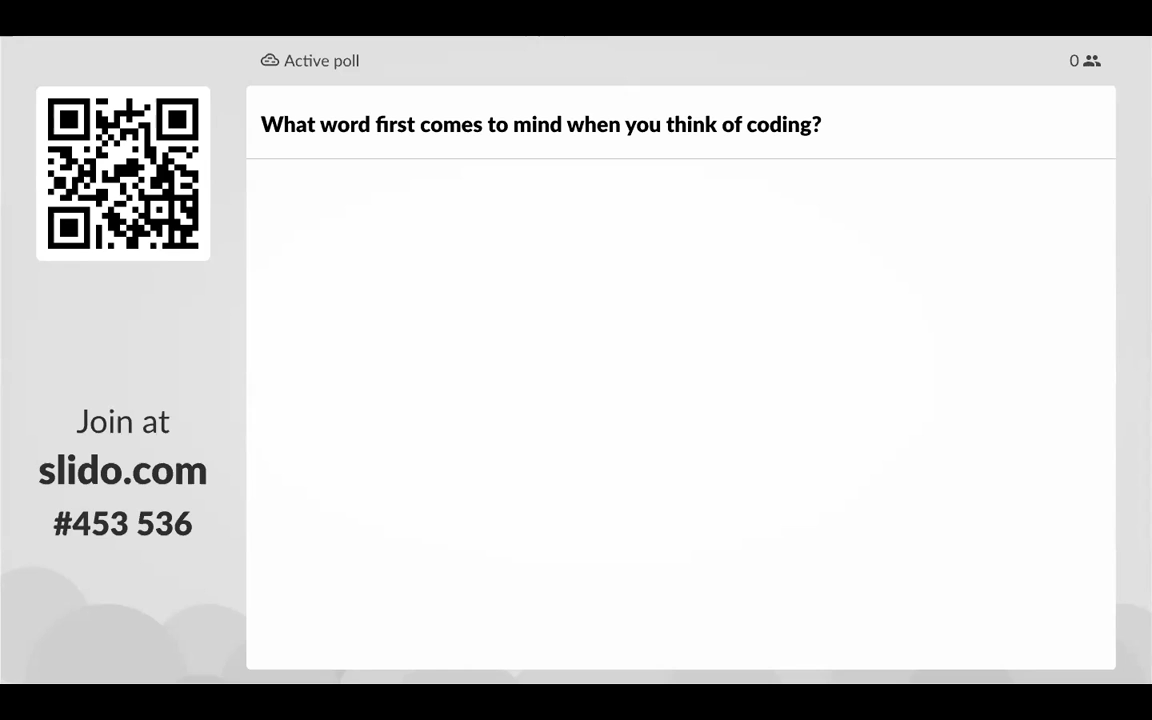 Active poll
0
What word first comes to mind when you think of coding?
Join at
slido.com
#453 536